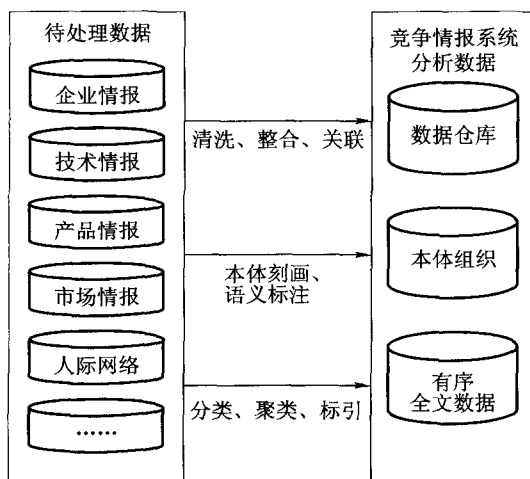 待处理数据
企业情报
技术情报
产品情报
市场情报
人际网络
……
清洗、整合、关联
本体刻画、
语义标注
分类、聚类、标引
竞争情报系统
分析数据
数据仓库
本体组织
有序
全文数据